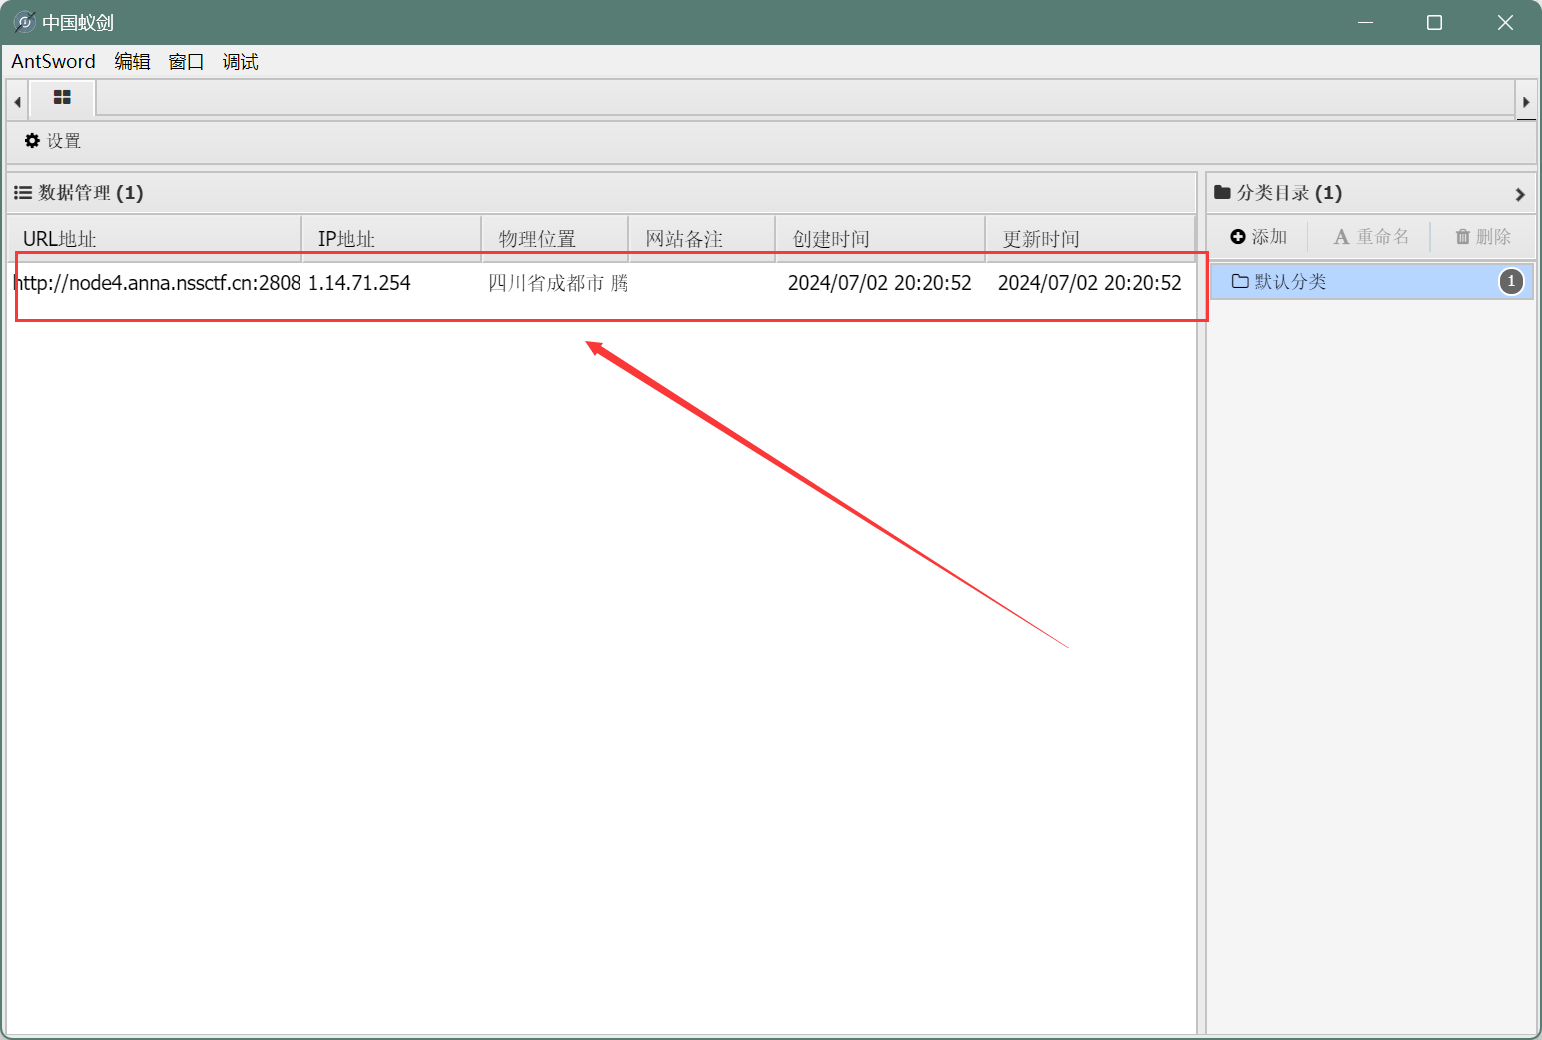 中国蚁剑
AntSword 编辑 窗口 调试
设置
数据管理 (1)
URL地址 IP地址 物理位置 网站备注 创建时间 更新时间
http://node4.anna.nssctf.cn:2808 1.14.71.254 四川省成都市 腾 2024/07/02 20:20:52 2024/07/02 20:20:52
分类目录 (1)
添加 A 重命名 删除
默认分类 1